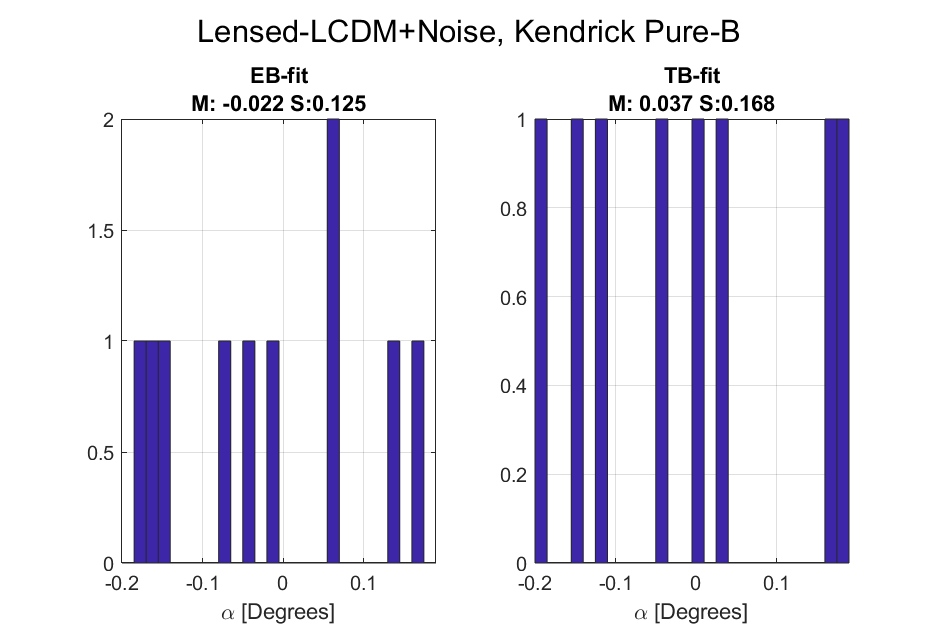 Lensed-LCDM+Noise, Kendrick Pure-B
EB-fit
M: -0.022 S:0.125
2
1.5
1
0.5
0
-0.2 -0.1 0 0.1
α [Degrees]
TB-fit
M: 0.037 S:0.168
1
0.8
0.6
0.4
0.2
0
-0.2 -0.1 0 0.1
α [Degrees]